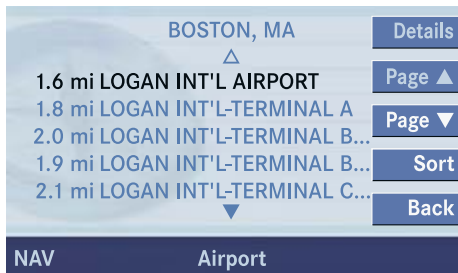 BOSTON, MA
Details
△
1.6 mi LOGAN INT'L AIRPORT
Page ▲
1.8 mi LOGAN INT'L-TERMINAL A
Page ▼
2.0 mi LOGAN INT'L-TERMINAL B...
1.9 mi LOGAN INT'L-TERMINAL B...
Sort
2.1 mi LOGAN INT'L-TERMINAL C...
▼
Back
NAV
Airport